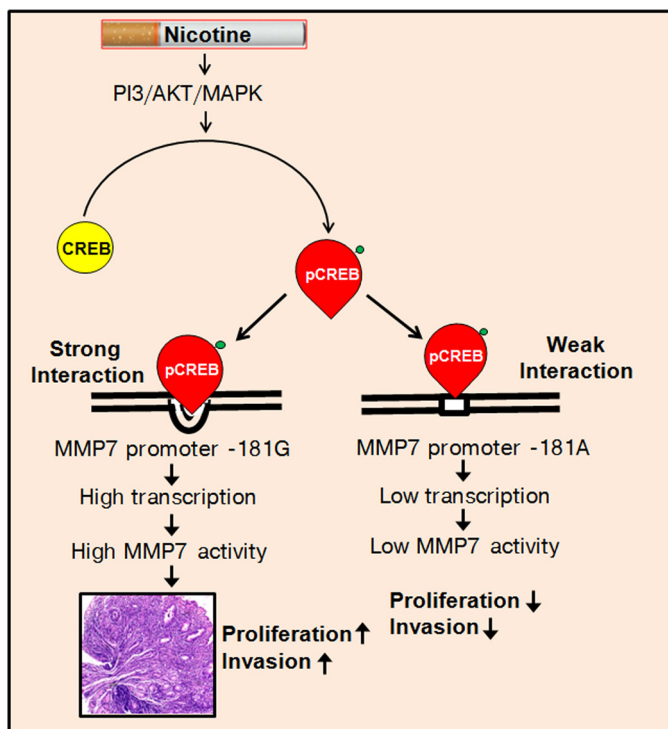 Nicotine
PI3/AKT/MAPK
CREB
pCREB
Strong
Interaction
pCREB
pCREB
Weak
Interaction
MMP7 promoter -181G
MMP7 promoter -181A
High transcription
Low transcription
High MMP7 activity
Low MMP7 activity
Proliferation ↑
Invasion ↑
Proliferation ↓
Invasion ↓